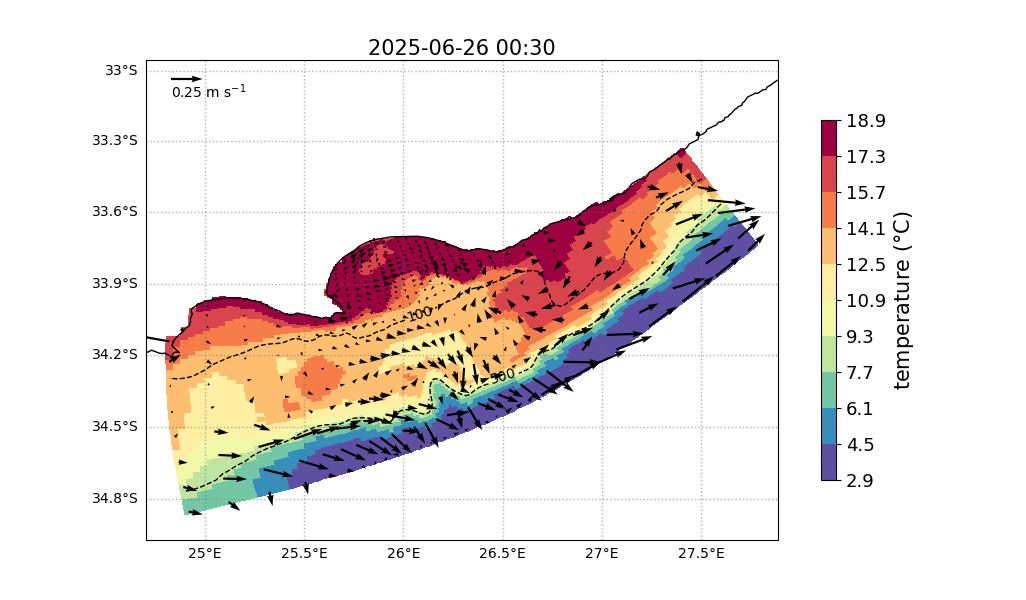 2025-06-26 00:30
0.25 m s⁻¹
33°S
33.3°S
33.6°S
33.9°S
34.2°S
34.5°S
34.8°S
100
500
25°E
25.5°E
26°E
26.5°E
27°E
27.5°E
18.9
17.3
15.7
14.1
12.5
10.9
9.3
7.7
6.1
4.5
2.9
temperature (°C)